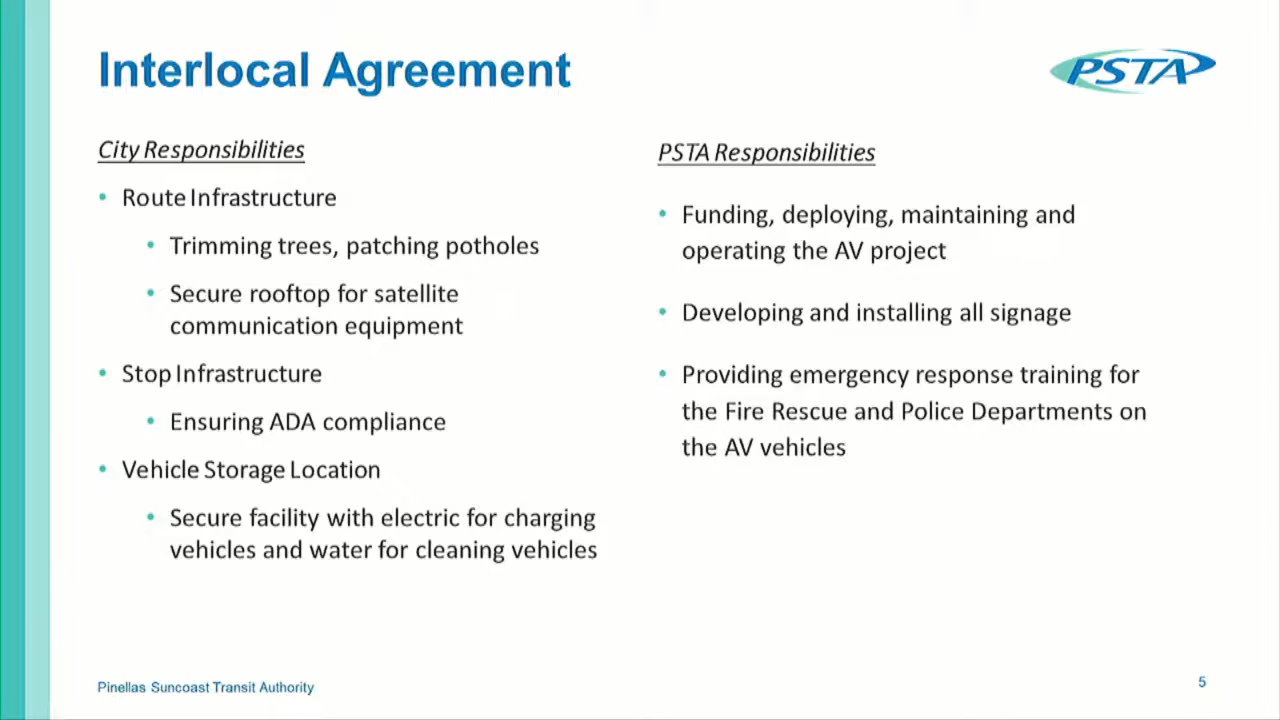 Interlocal Agreement
PSTA
City Responsibilities
• Route Infrastructure
• Trimming trees, patching potholes
• Secure rooftop for satellite
communication equipment
• Stop Infrastructure
• Ensuring ADA compliance
• Vehicle Storage Location
• Secure facility with electric for charging
vehicles and water for cleaning vehicles
PSTA Responsibilities
• Funding, deploying, maintaining and
operating the AV project
• Developing and installing all signage
• Providing emergency response training for
the Fire Rescue and Police Departments on
the AV vehicles
Pinellas Suncoast Transit Authority
5